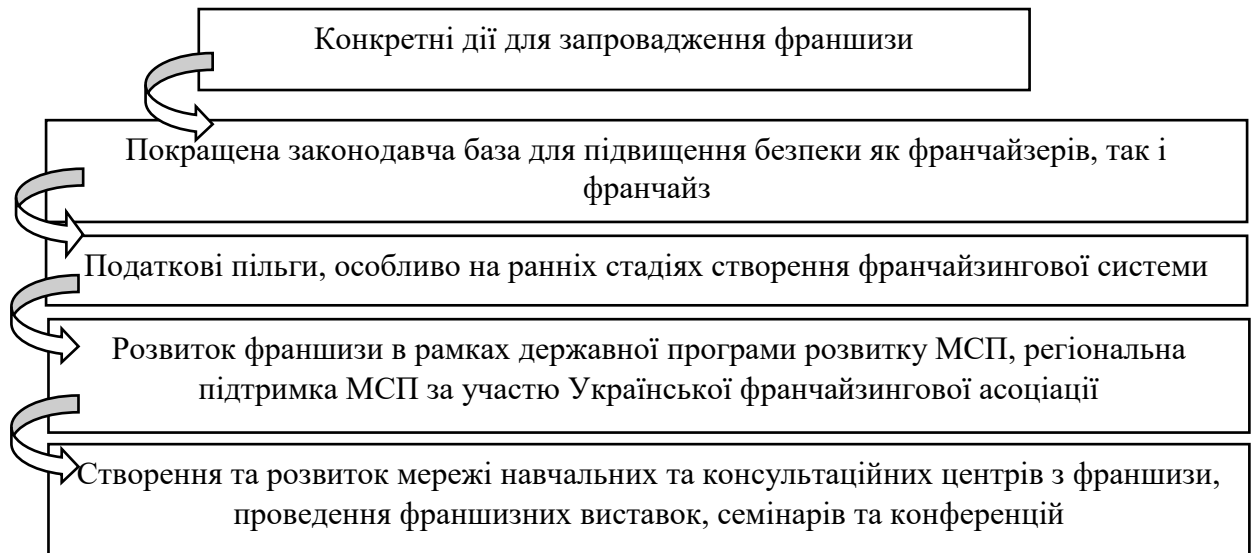 Конкретні дії для запровадження франшизи
Покращена законодавча база для підвищення безпеки як франчайзерів, так і
франчайз
Податкові пільги, особливо на ранніх стадіях створення франчайзингової системи
Розвиток франшизи в рамках державної програми розвитку МСП, регіональна
підтримка МСП за участю Української франчайзингової асоціації
Створення та розвиток мережі навчальних та консультаційних центрів з франшизи,
проведення франшизних виставок, семінарів та конференцій